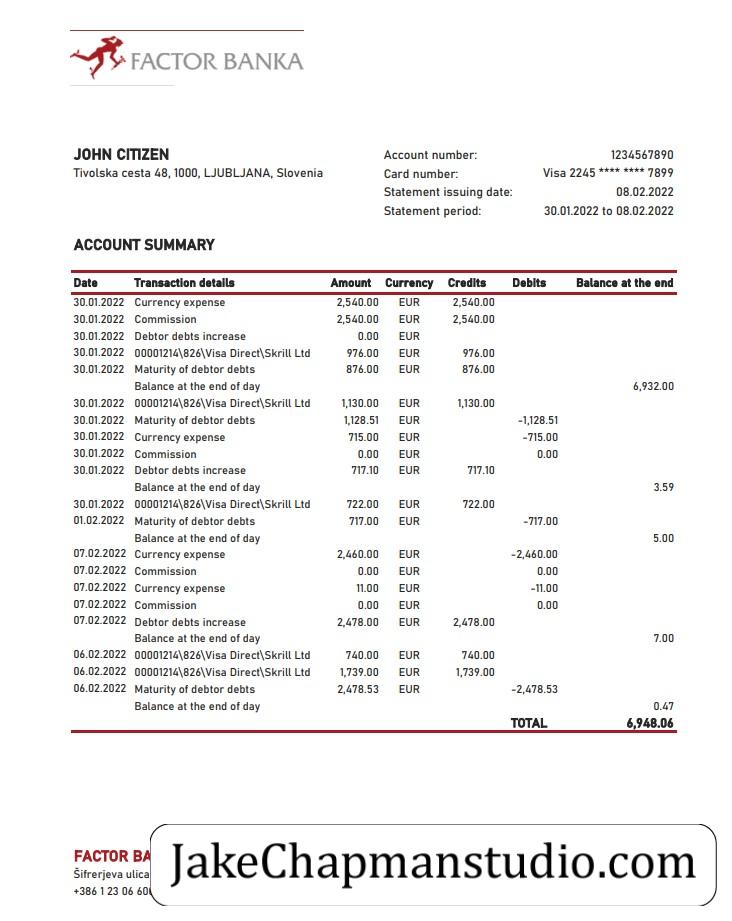 FACTOR BANKA
JOHN CITIZEN
Tivolska cesta 48, 1000, LJUBLJANA, Slovenia
Account number: 1234567890
Card number: Visa 2245 **** **** 7899
Statement issuing date: 08.02.2022
Statement period: 30.01.2022 to 08.02.2022
ACCOUNT SUMMARY
Date Transaction details Amount Currency Credits Debits Balance at the end
30.01.2022 Currency expense 2,540.00 EUR 2,540.00
30.01.2022 Commission 2,540.00 EUR 2,540.00
30.01.2022 Debtor debts increase 0.00 EUR
30.01.2022 00001214\826\Visa Direct\Skrill Ltd 976.00 EUR 976.00
30.01.2022 Maturity of debtor debts 876.00 EUR 876.00
Balance at the end of day 6,932.00
30.01.2022 00001214\826\Visa Direct\Skrill Ltd 1,130.00 EUR 1,130.00
30.01.2022 Maturity of debtor debts 1,128.51 EUR -1,128.51
30.01.2022 Currency expense 715.00 EUR -715.00
30.01.2022 Commission 0.00 EUR 0.00
30.01.2022 Debtor debts increase 717.10 EUR 717.10
Balance at the end of day 3.59
30.01.2022 00001214\826\Visa Direct\Skrill Ltd 722.00 EUR 722.00
01.02.2022 Maturity of debtor debts 717.00 EUR -717.00
Balance at the end of day 5.00
07.02.2022 Currency expense 2,460.00 EUR -2,460.00
07.02.2022 Commission 0.00 EUR 0.00
07.02.2022 Currency expense 11.00 EUR -11.00
07.02.2022 Commission 0.00 EUR 0.00
07.02.2022 Debtor debts increase 2,478.00 EUR 2,478.00
Balance at the end of day 7.00
06.02.2022 00001214\826\Visa Direct\Skrill Ltd 740.00 EUR 740.00
06.02.2022 00001214\826\Visa Direct\Skrill Ltd 1,739.00 EUR 1,739.00
06.02.2022 Maturity of debtor debts 2,478.53 EUR -2,478.53
Balance at the end of day 0.47
TOTAL 6,948.06
FACTOR BA
Šifrerjeva ulica
+386 1 23 06 60
JakeChapmanstudio.com